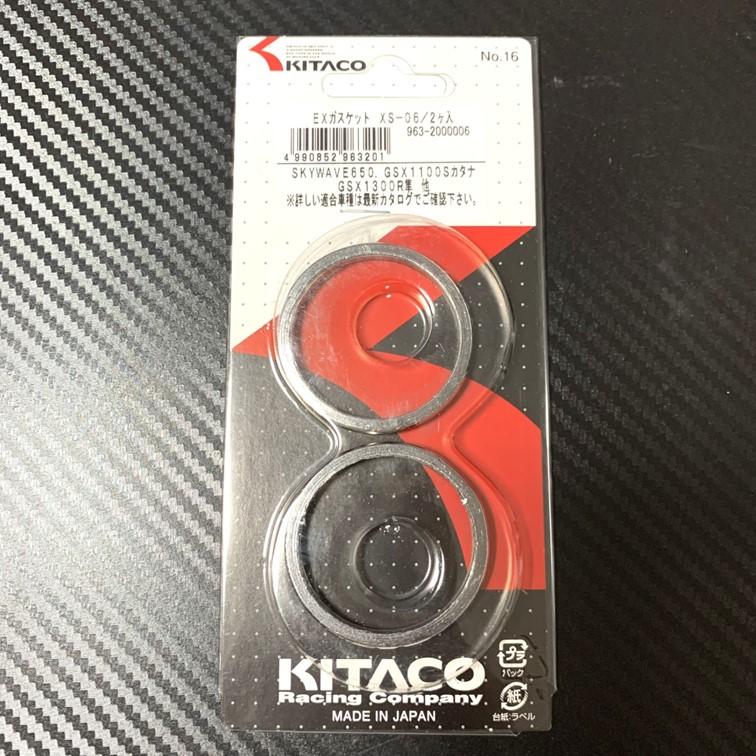 KITACO
No.16
EXガスケット XS-06/2ヶ入
963-2000006
4 990852 963201
SKYWAVE650, GSX1100Sカタナ
GSX1300R隼 他
※詳しい適合車種は最新カタログでご確認下さい。
KITACO
Racing Company
MADE IN JAPAN
プラ
パック
紙
台紙:ラベル